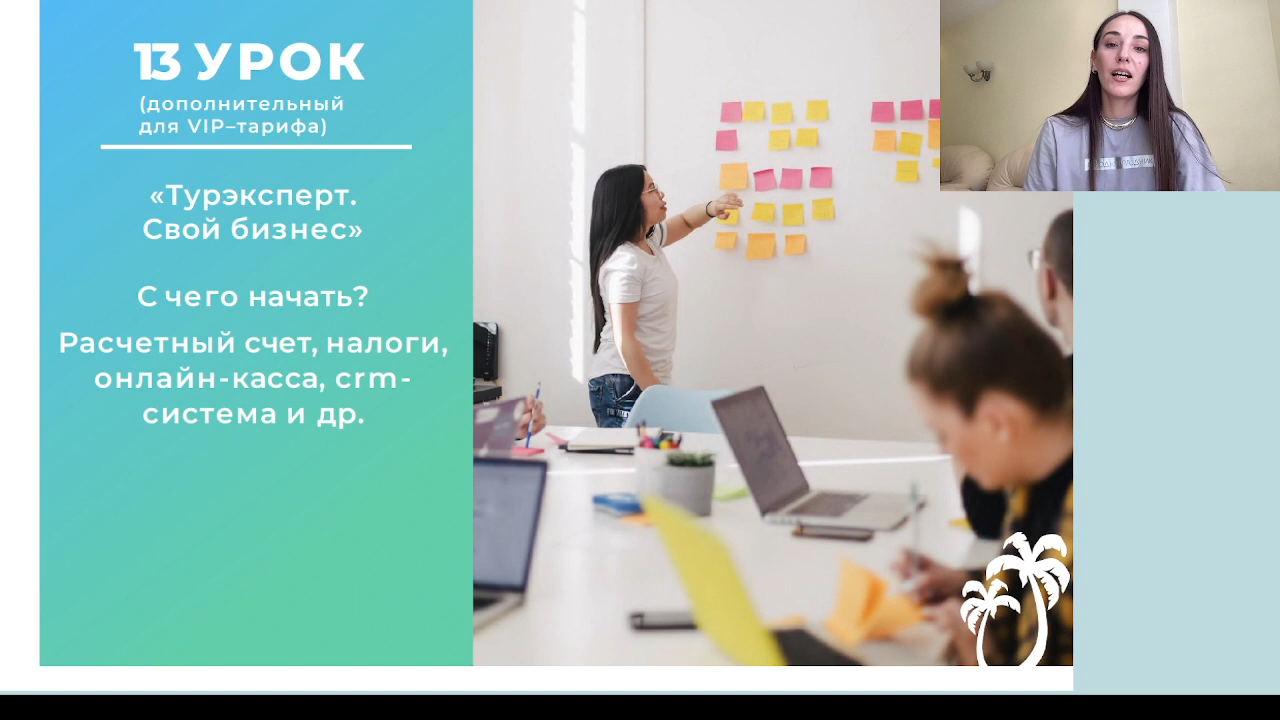 13 УРОК
(дополнительный
для VIP–тарифа)
«Турэксперт.
Свой бизнес»
С чего начать?
Расчетный счет, налоги,
онлайн-касса, crm-
система и др.